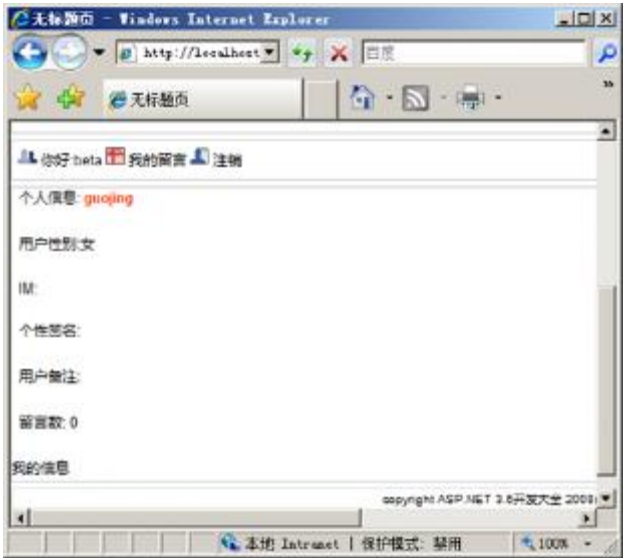 无标题页 - Windows Internet Explorer
http://localhost
百度
无标题页
你好:beta 我的留言 注销
个人信息: guojing
用户性别:女
IM:
个性签名:
用户备注:
留言数: 0
我的信息
copyright ASP.NET 3.5开发大全 2008
本地 Intranet | 保护模式: 禁用
100%